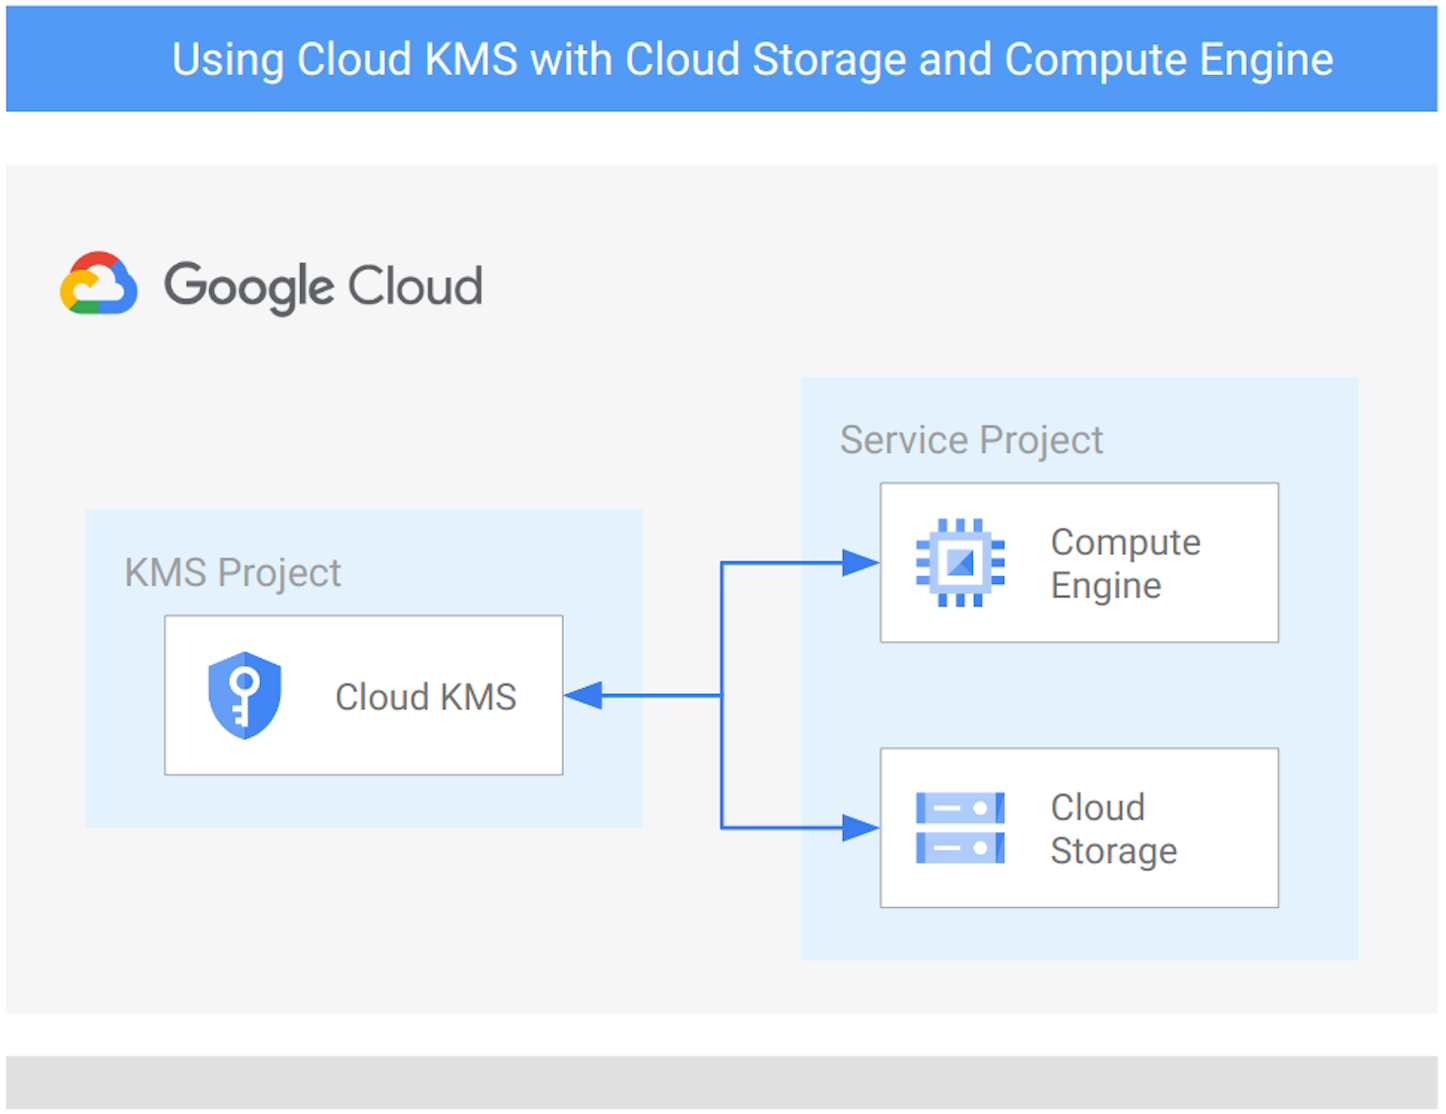 Using Cloud KMS with Cloud Storage and Compute Engine
Google Cloud
Service Project
Compute
Engine
KMS Project
Cloud KMS
Cloud
Storage